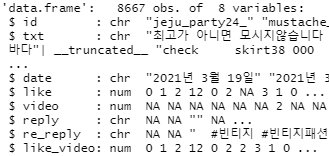 'data.frame':   8667 obs. of  8 variables:
 $ id        : chr  "jeju_party24_" "mustache_
 $ txt       : chr  "최고가 아니면 모시지않습니다
바다"| __truncated__ "check     skirt38 000
...
 $ date      : chr  "2021년 3월 19일" "2021년 3
 $ like      : num  0 1 2 12 0 2 NA 3 1 0 ...
 $ video     : num  NA NA NA NA NA NA 2 NA NA
 $ reply     : chr  NA NA "" NA ...
 $ re_reply  : chr  NA NA "  #빈티지 #빈티지패션
 $ like_video: num  0 1 2 12 0 2 2 3 1 0 ...